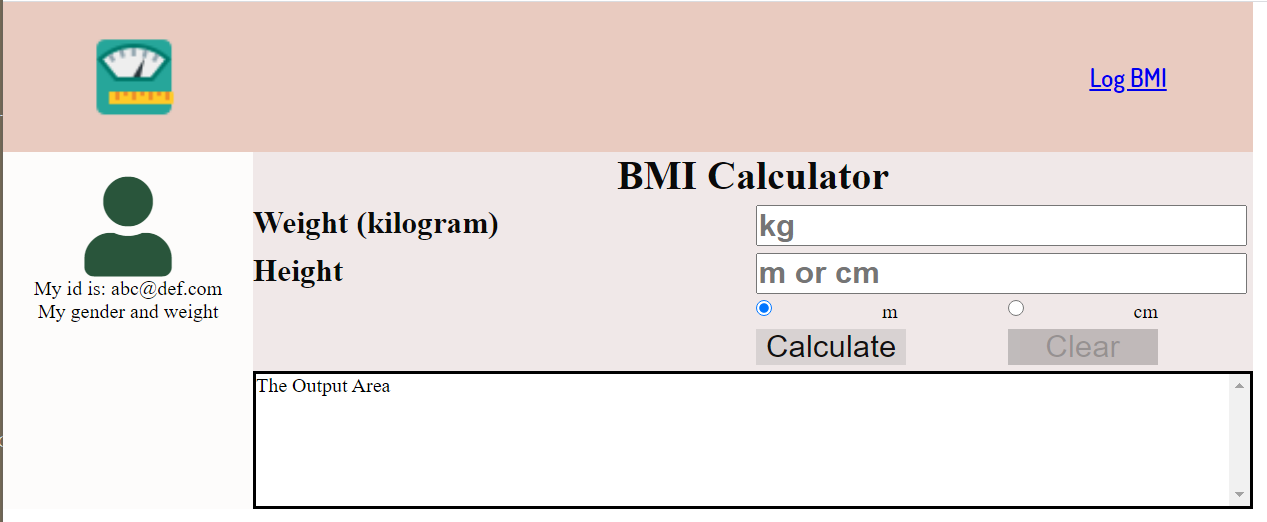 Log BMI
BMI Calculator
Weight (kilogram)
kg
Height
m or cm
m
cm
Calculate
Clear
My id is: abc@def.com
My gender and weight
The Output Area